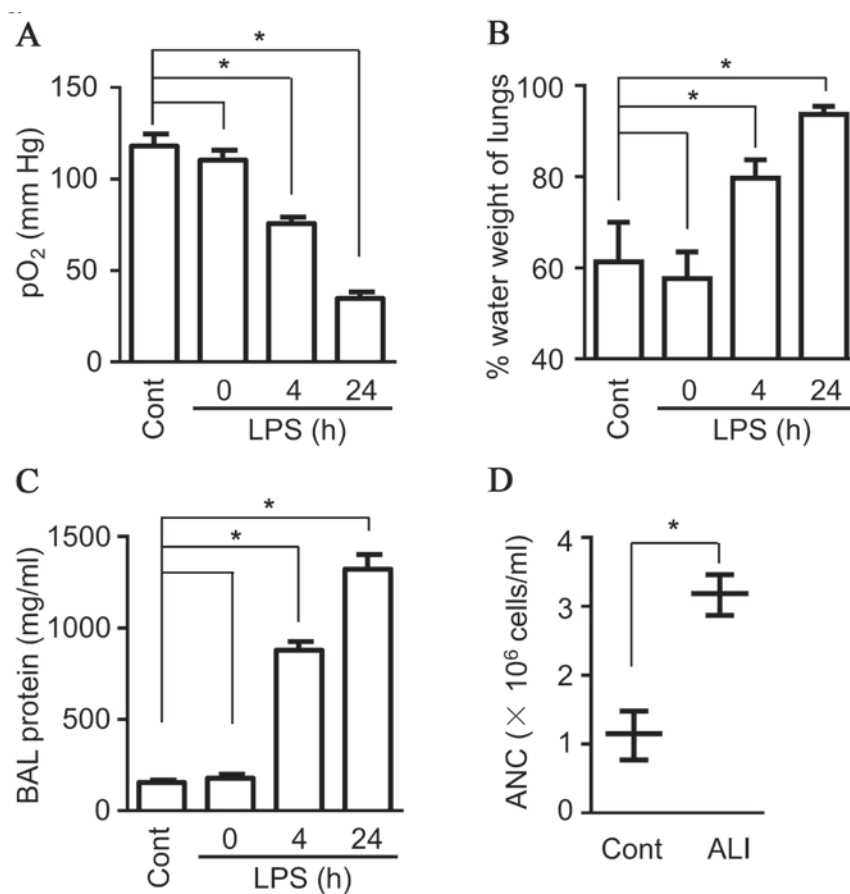 A
pO₂ (mm Hg)
150
100
50
0
* 
*
Cont
0 4 24
LPS (h)
B
% water weight of lungs
100
80
60
40
*
*
Cont
0 4 24
LPS (h)
C
BAL protein (mg/ml)
1500
1000
500
0
*
*
Cont
0 4 24
LPS (h)
D
ANC (× 10⁶ cells/ml)
4
3
2
1
0
*
Cont ALI